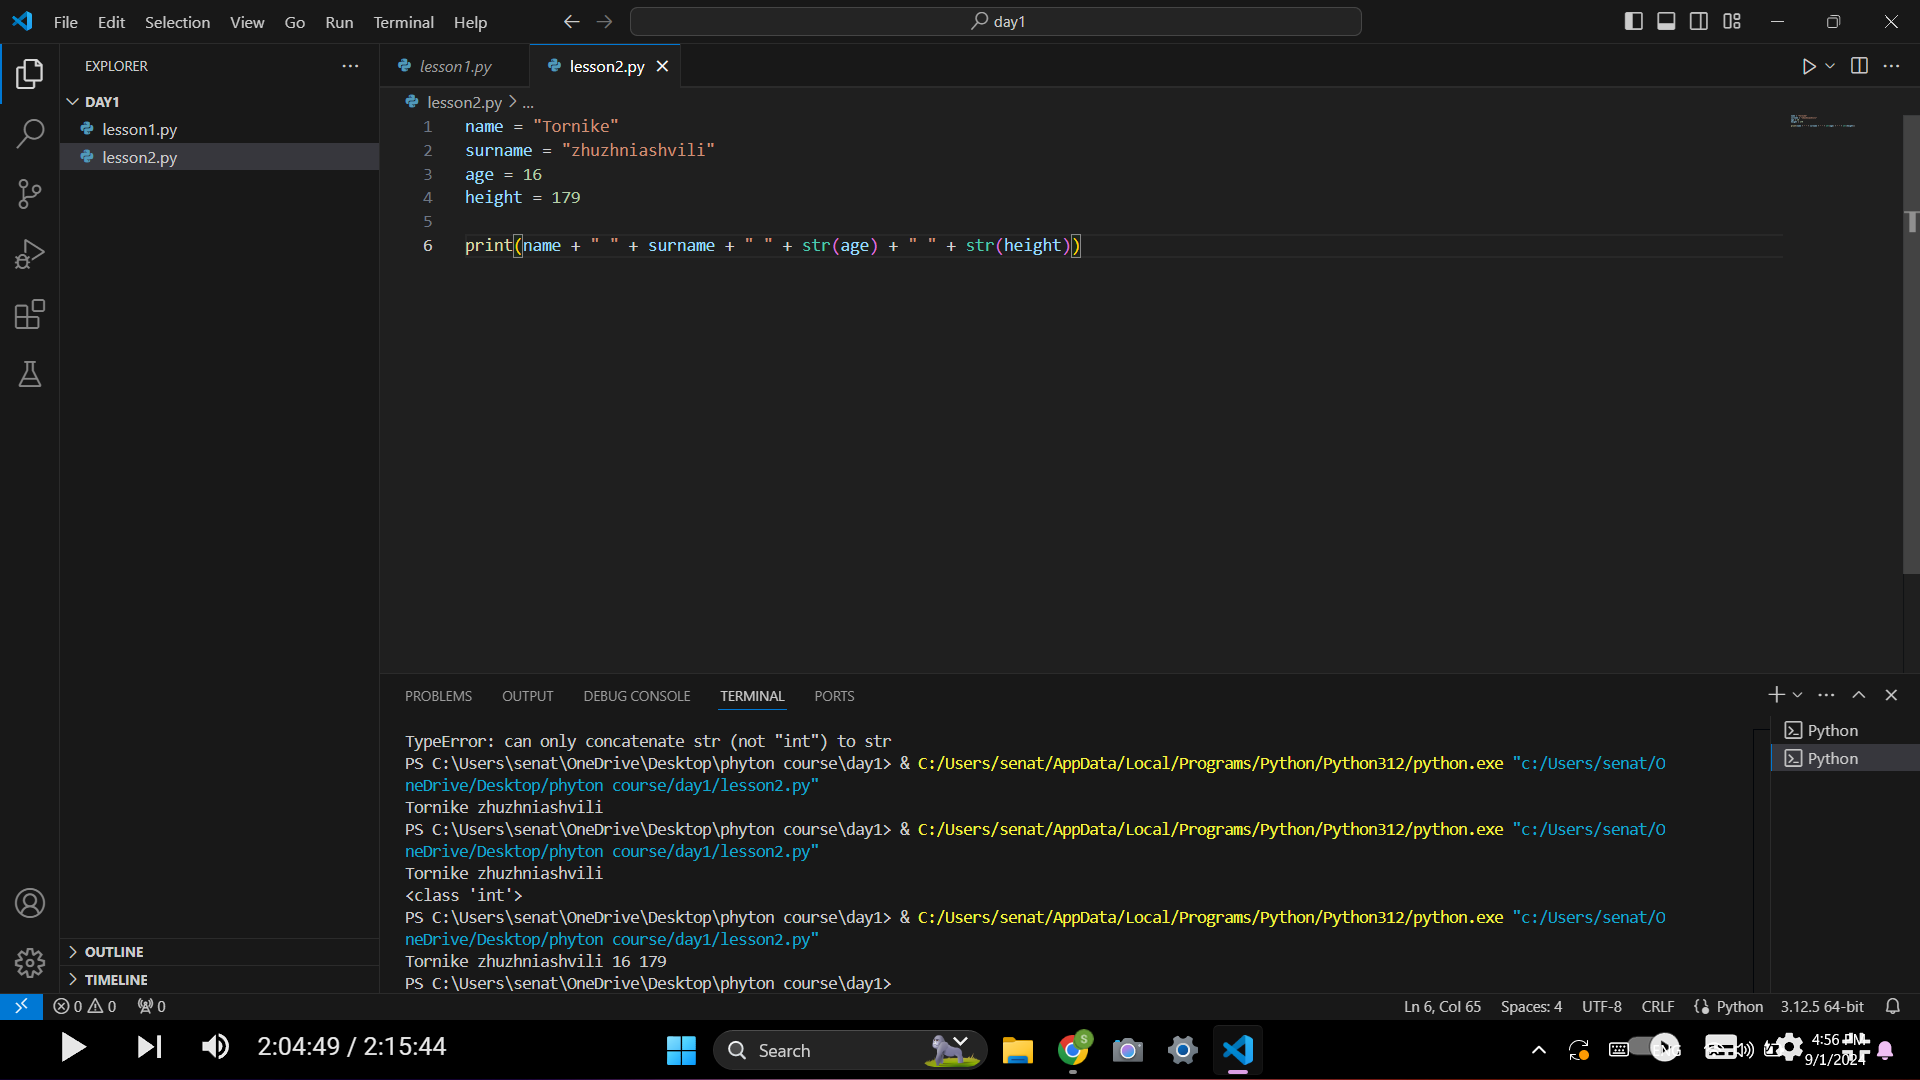 File Edit Selection View Go Run Terminal Help
day1
EXPLORER
lesson1.py
lesson2.py
DAY1
lesson1.py
lesson2.py
lesson2.py > ...
1 name = "Tornike"
2 surname = "zhuzhniashvili"
3 age = 16
4 height = 179
5
6 print(name + " " + surname + " " + str(age) + " " + str(height))
PROBLEMS OUTPUT DEBUG CONSOLE TERMINAL PORTS
TypeError: can only concatenate str (not "int") to str
PS C:\Users\senat\OneDrive\Desktop\phyton course\day1> & C:/Users/senat/AppData/Local/Programs/Python/Python312/python.exe "c:/Users/senat/O
neDrive/Desktop/phyton course/day1/lesson2.py"
Tornike zhuzhniashvili
PS C:\Users\senat\OneDrive\Desktop\phyton course\day1> & C:/Users/senat/AppData/Local/Programs/Python/Python312/python.exe "c:/Users/senat/O
neDrive/Desktop/phyton course/day1/lesson2.py"
Tornike zhuzhniashvili
<class 'int'>
PS C:\Users\senat\OneDrive\Desktop\phyton course\day1> & C:/Users/senat/AppData/Local/Programs/Python/Python312/python.exe "c:/Users/senat/O
neDrive/Desktop/phyton course/day1/lesson2.py"
Tornike zhuzhniashvili 16 179
PS C:\Users\senat\OneDrive\Desktop\phyton course\day1>
Python
Python
OUTLINE
TIMELINE
0 0 0
Ln 6, Col 65 Spaces: 4 UTF-8 CRLF Python 3.12.5 64-bit
2:04:49 / 2:15:44
Search
S
4:56 PM
9/1/2024